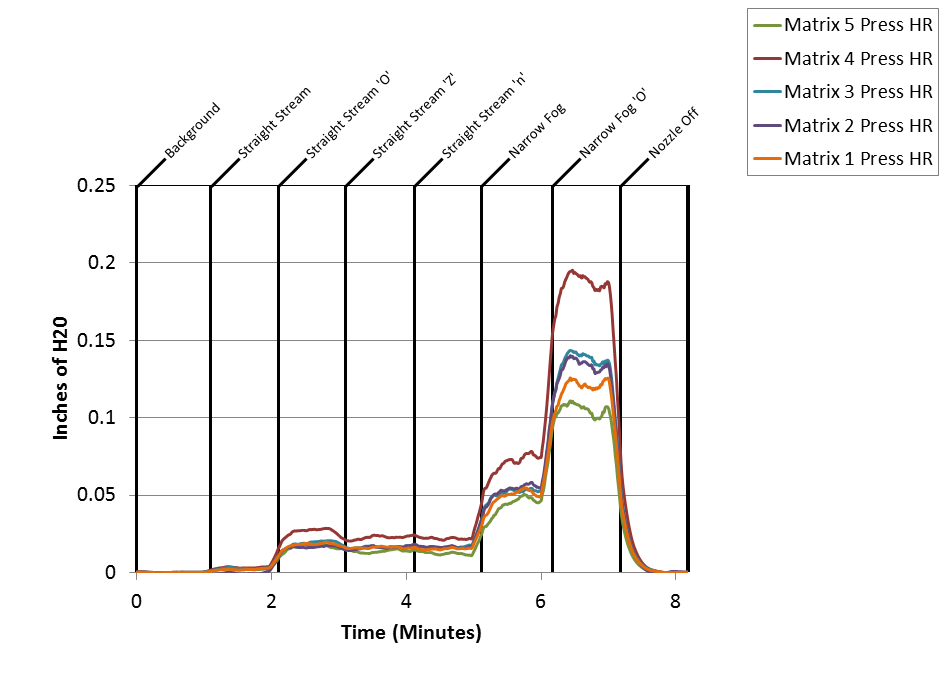 Matrix 5 Press HR
Matrix 4 Press HR
Matrix 3 Press HR
Matrix 2 Press HR
Matrix 1 Press HR
Background
Straight Stream
Straight Stream 'O'
Straight Stream 'Z'
Straight Stream 'n'
Narrow Fog
Narrow Fog 'O'
Nozzle Off
0.25
0.2
0.15
0.1
0.05
0
Inches of H20
0 2 4 6 8
Time (Minutes)